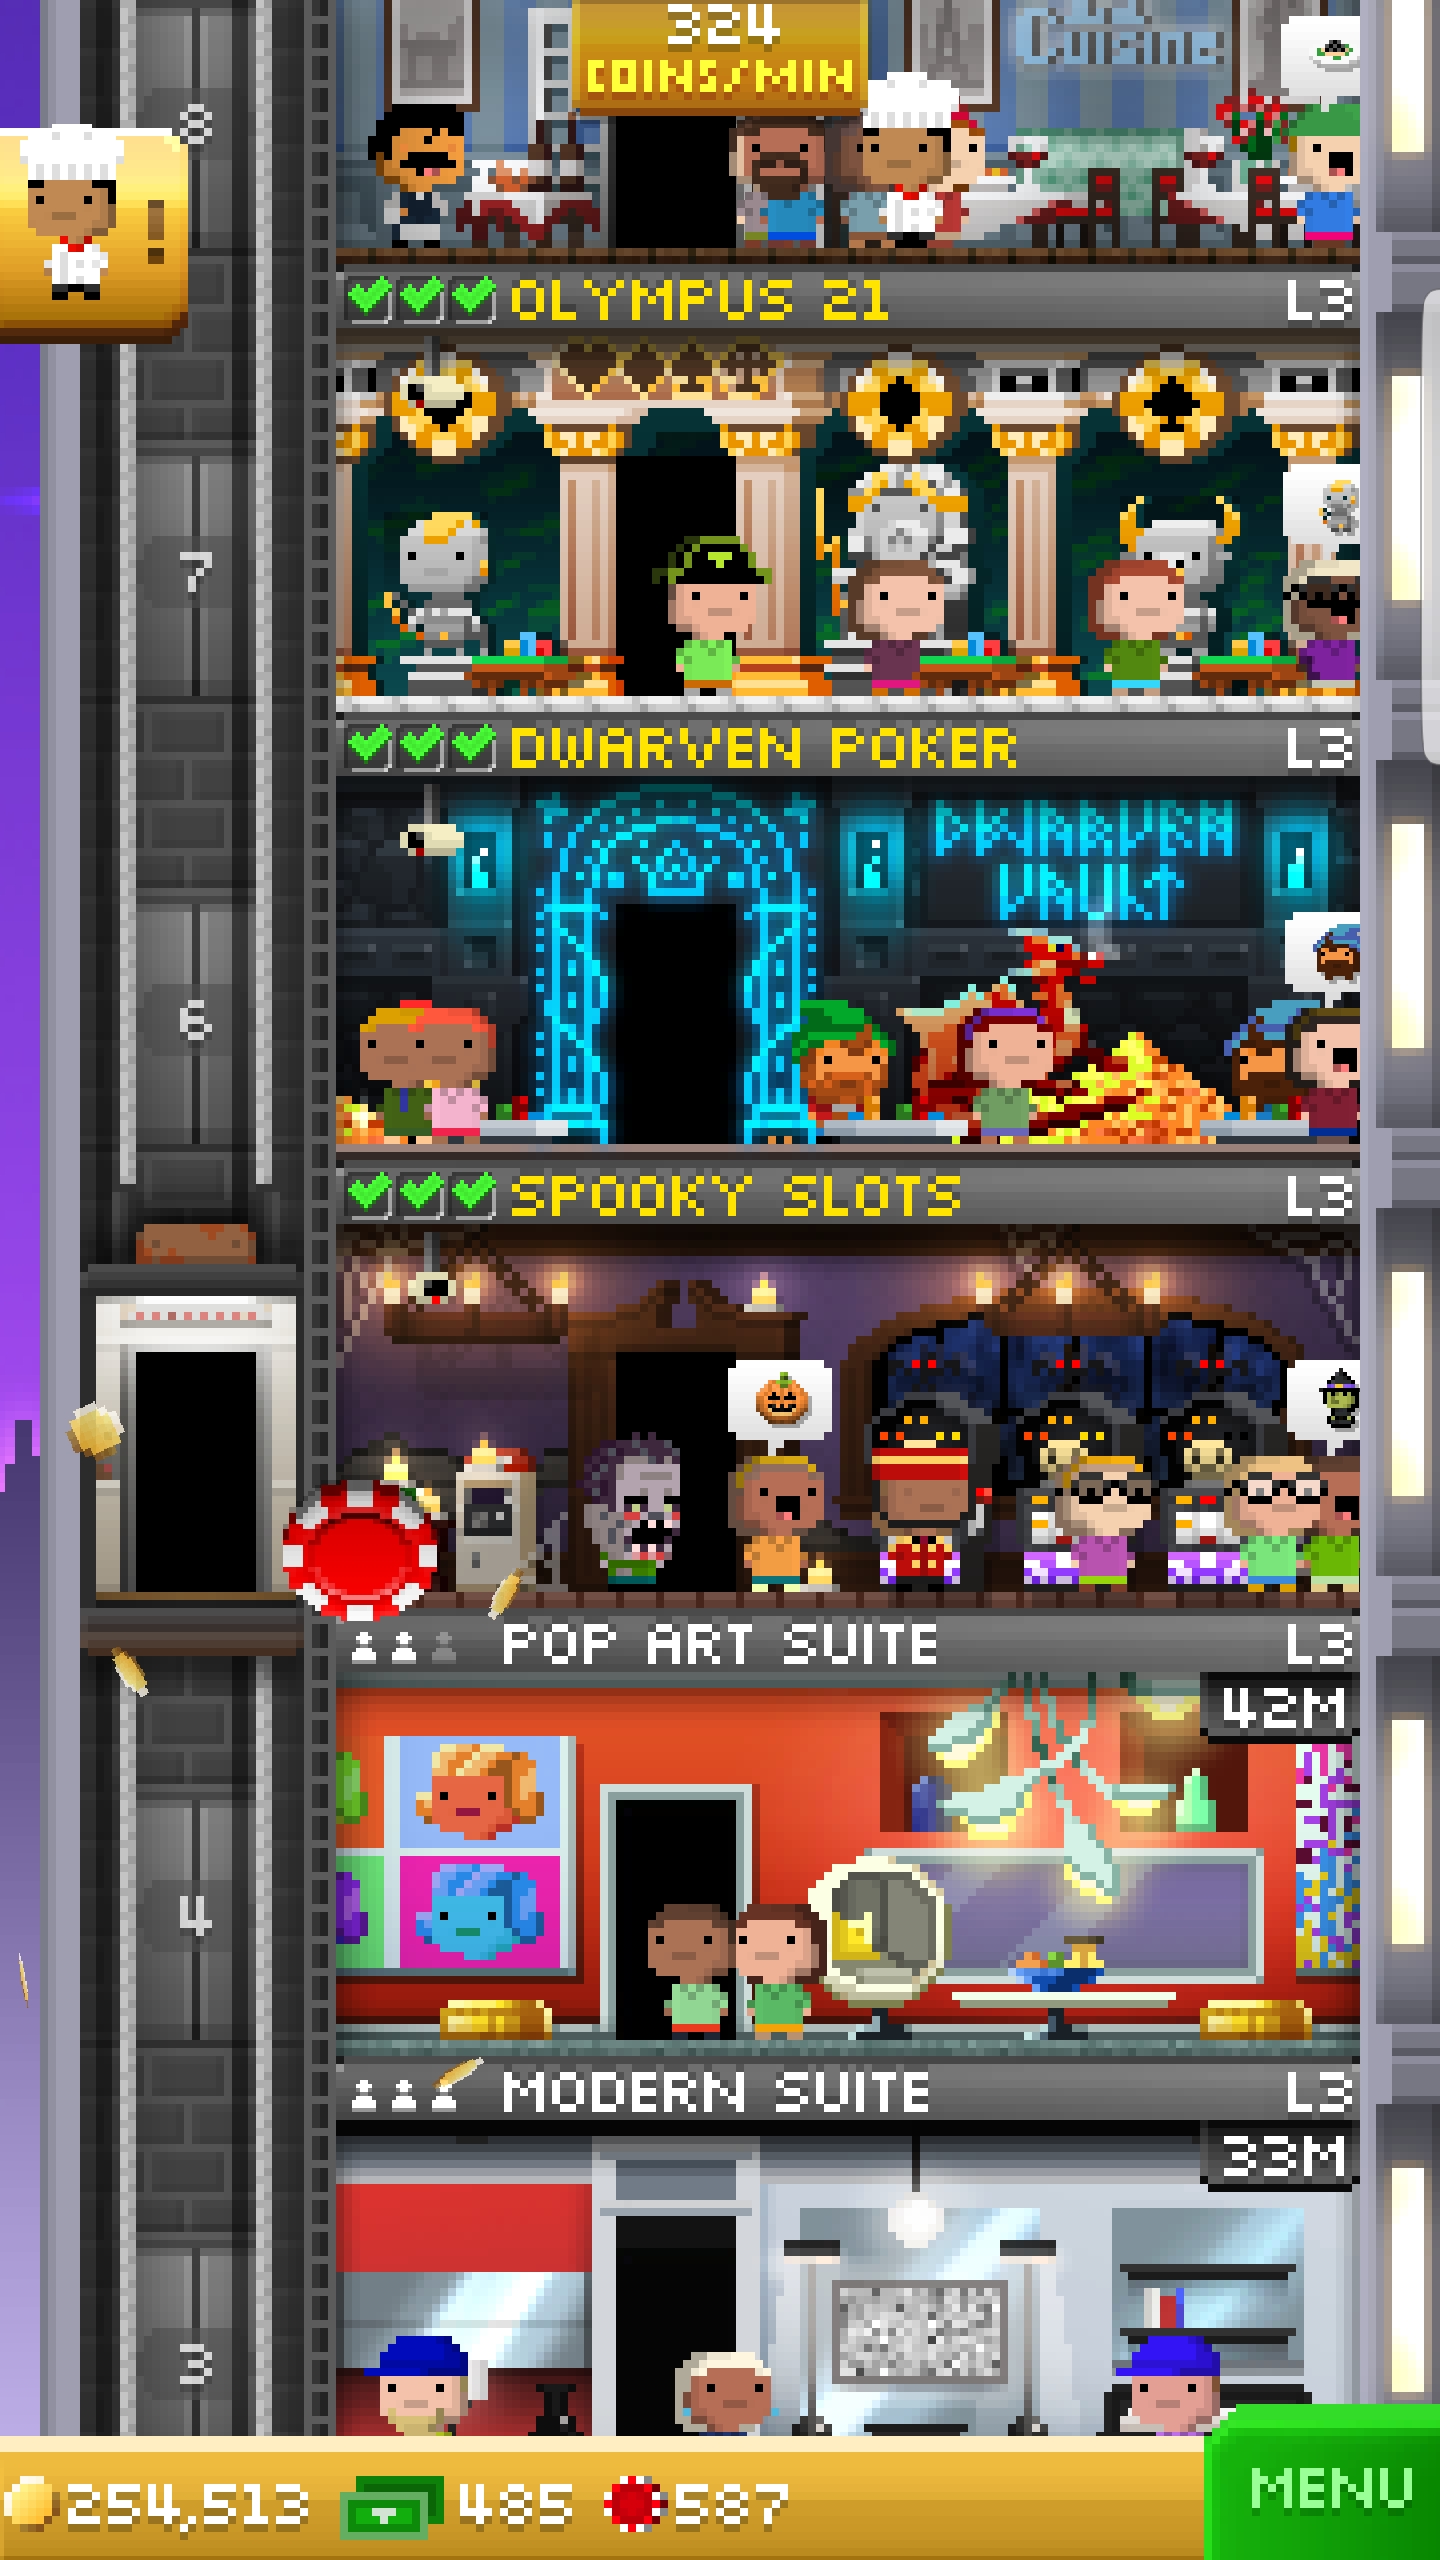 324
COINS/MIN
Cuisine
8
OLYMPUS 21 L3
7
DWARVEN POKER L3
DWARVEN
VAULT
6
SPOOKY SLOTS L3
POP ART SUITE L3
42M
4
MODERN SUITE L3
33M
3
254,513 485 587
MENU